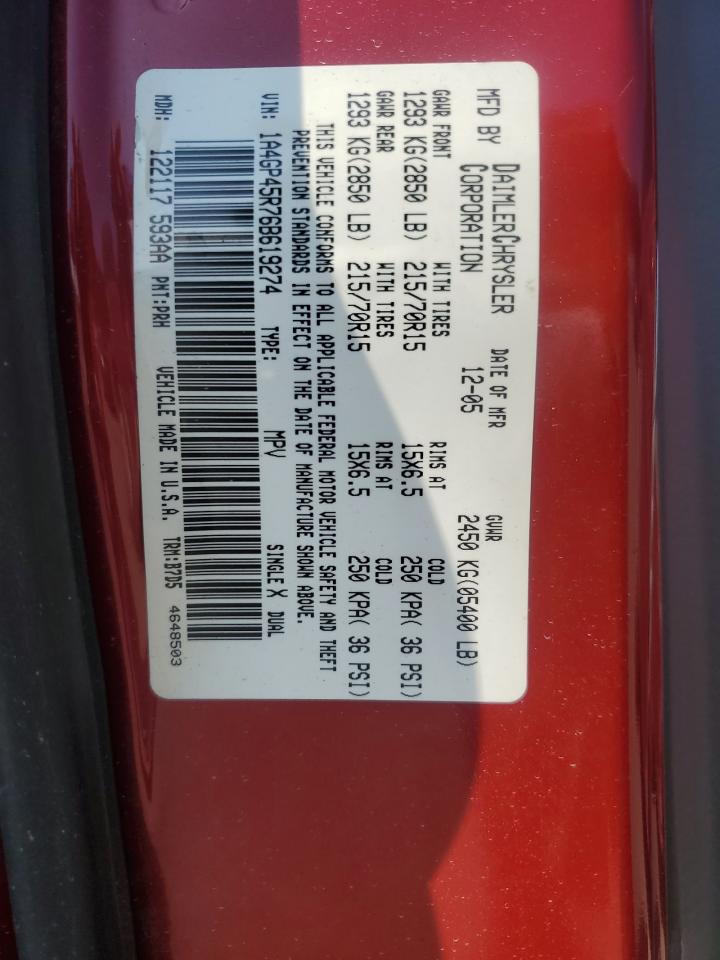 MFD BY DAIMLERCHRYSLER CORPORATION
DATE OF MFR 12-05
GVWR 2450 KG(05400 LB)
GAWR FRONT WITH TIRES RIMS AT COLD
1293 KG(2850 LB) 215/70R15 15X6.5 250 KPA( 36 PSI)
GAWR REAR WITH TIRES RIMS AT COLD
1293 KG(2850 LB) 215/70R15 15X6.5 250 KPA( 36 PSI)
THIS VEHICLE CONFORMS TO ALL APPLICABLE FEDERAL MOTOR VEHICLE SAFETY AND THEFT
PREVENTION STANDARDS IN EFFECT ON THE DATE OF MANUFACTURE SHOWN ABOVE.
VIN: 1A4GP45R76B619274 TYPE: MPV SINGLE X DUAL
MDH: 122117 593AA PNT:PRH VEHICLE MADE IN U.S.A. TRM:B7D5
4648503